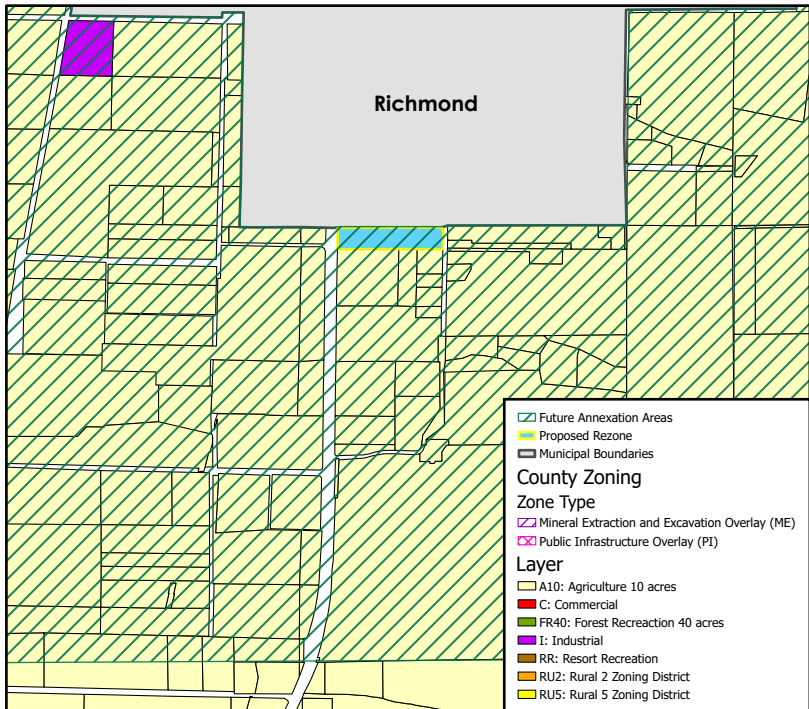 Richmond
Future Annexation Areas
Proposed Rezone
Municipal Boundaries
County Zoning
Zone Type
Mineral Extraction and Excavation Overlay (ME)
Public Infrastructure Overlay (PI)
Layer
A10: Agriculture 10 acres
C: Commercial
FR40: Forest Recreaction 40 acres
I: Industrial
RR: Resort Recreation
RU2: Rural 2 Zoning District
RU5: Rural 5 Zoning District